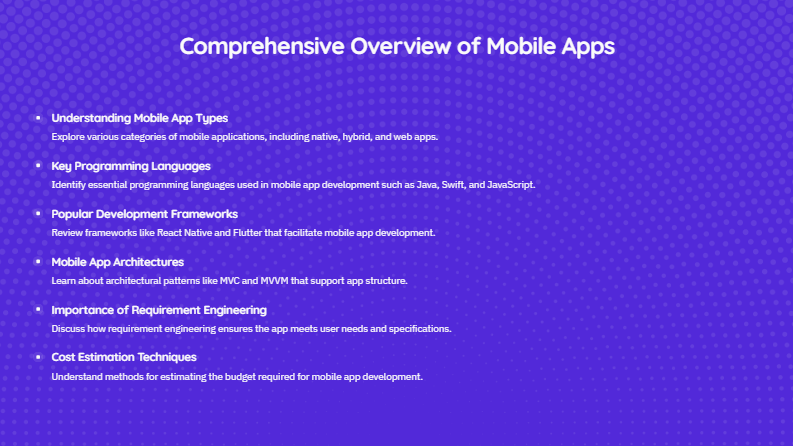 Comprehensive Overview of Mobile Apps
Understanding Mobile App Types
Explore various categories of mobile applications, including native, hybrid, and web apps.
Key Programming Languages
Identify essential programming languages used in mobile app development such as Java, Swift, and JavaScript.
Popular Development Frameworks
Review frameworks like React Native and Flutter that facilitate mobile app development.
Mobile App Architectures
Learn about architectural patterns like MVC and MVVM that support app structure.
Importance of Requirement Engineering
Discuss how requirement engineering ensures the app meets user needs and specifications.
Cost Estimation Techniques
Understand methods for estimating the budget required for mobile app development.